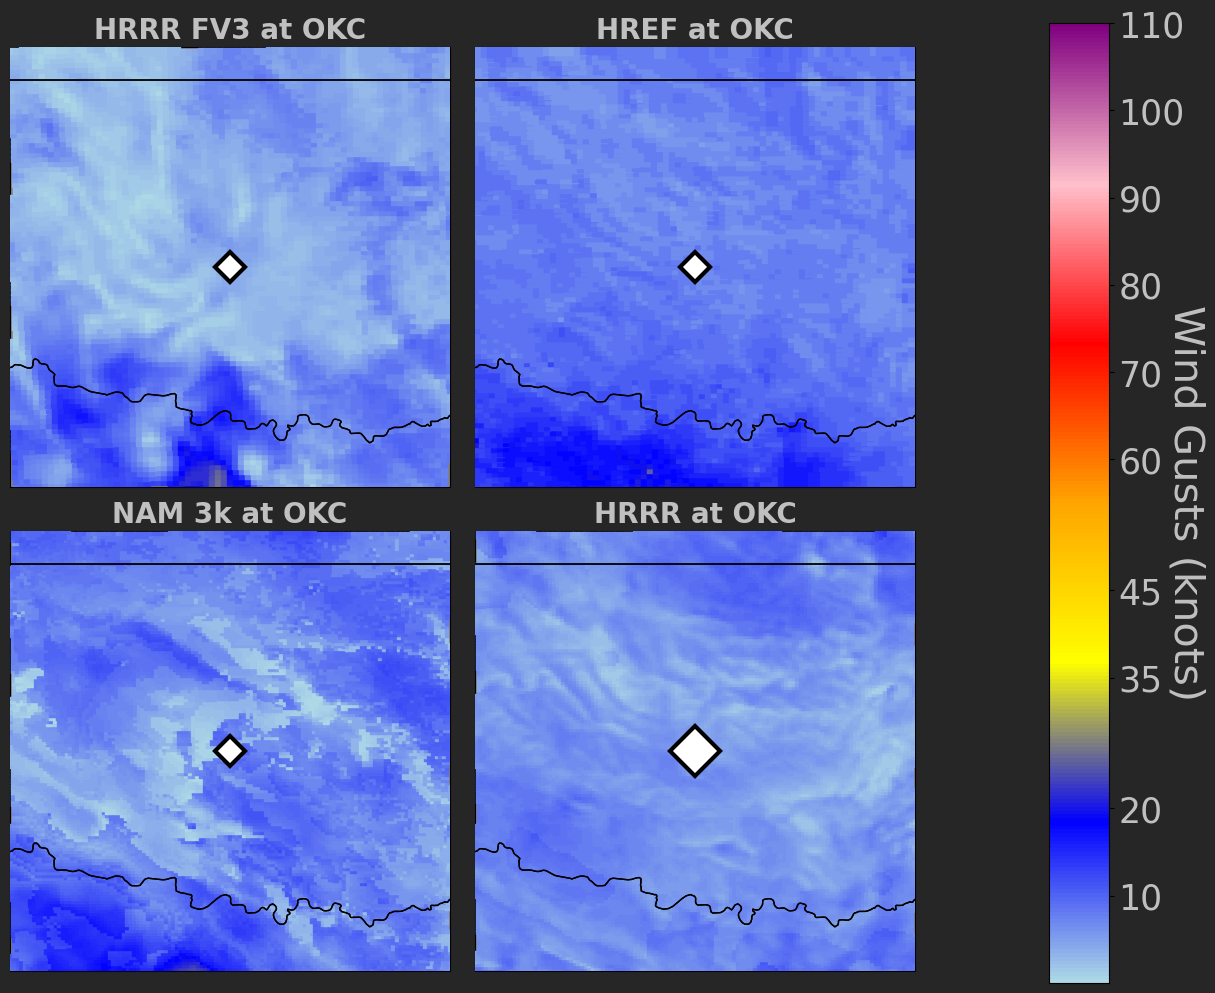 HRRR FV3 at OKC
HREF at OKC
NAM 3k at OKC
HRRR at OKC
110
100
90
80
70
60
45
35
20
10
Wind Gusts (knots)